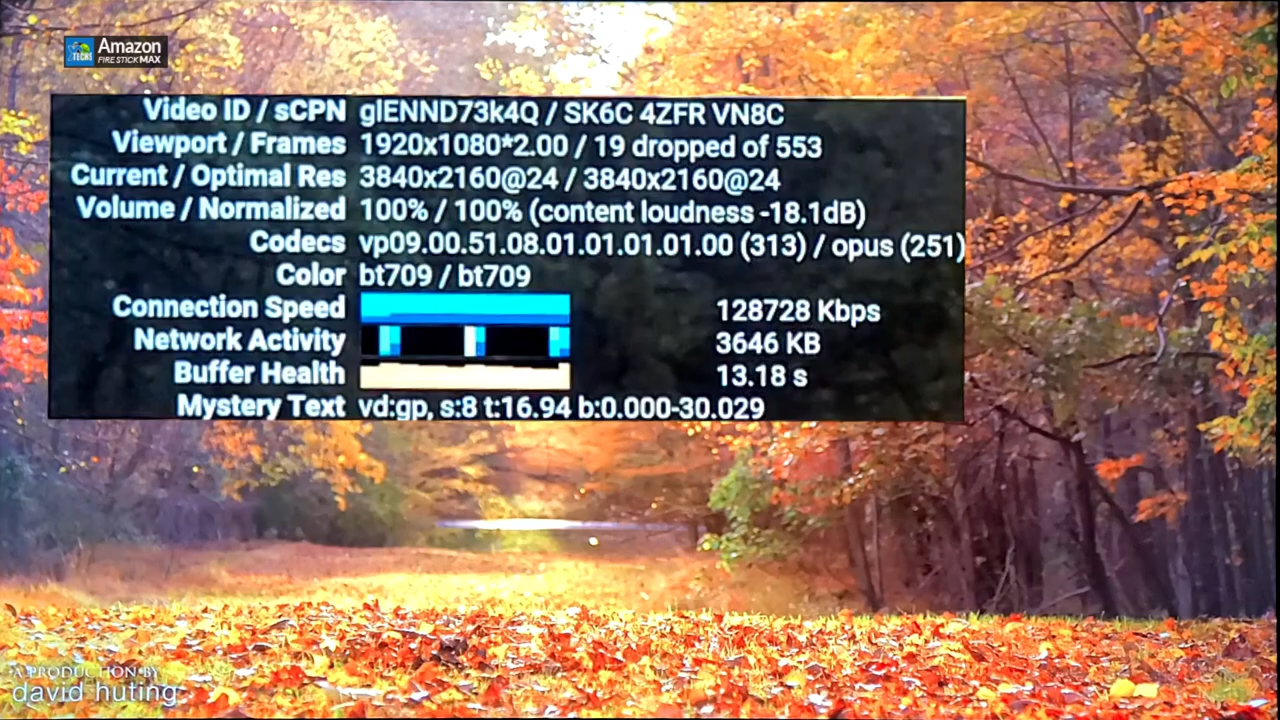 TECHS
Amazon
FIRE STICK MAX
Video ID / sCPN glENND73k4Q / SK6C 4ZFR VN8C
Viewport / Frames 1920x1080*2.00 / 19 dropped of 553
Current / Optimal Res 3840x2160@24 / 3840x2160@24
Volume / Normalized 100% / 100% (content loudness -18.1dB)
Codecs vp09.00.51.08.01.01.01.01.00 (313) / opus (251)
Color bt709 / bt709
Connection Speed 128728 Kbps
Network Activity 3646 KB
Buffer Health 13.18 s
Mystery Text vd:gp, s:8 t:16.94 b:0.000-30.029
A PRODUCTION BY
david huting